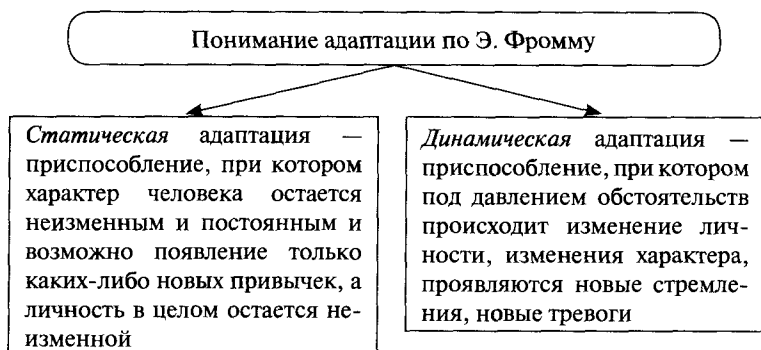 Понимание адаптации по Э. Фромму
Статическая адаптация —
приспособление, при котором
характер человека остается
неизменным и постоянным и
возможно появление только
каких-либо новых привычек, а
личность в целом остается не-
изменной
Динамическая адаптация —
приспособление, при котором
под давлением обстоятельств
происходит изменение лич-
ности, изменения характера,
проявляются новые стремле-
ния, новые тревоги